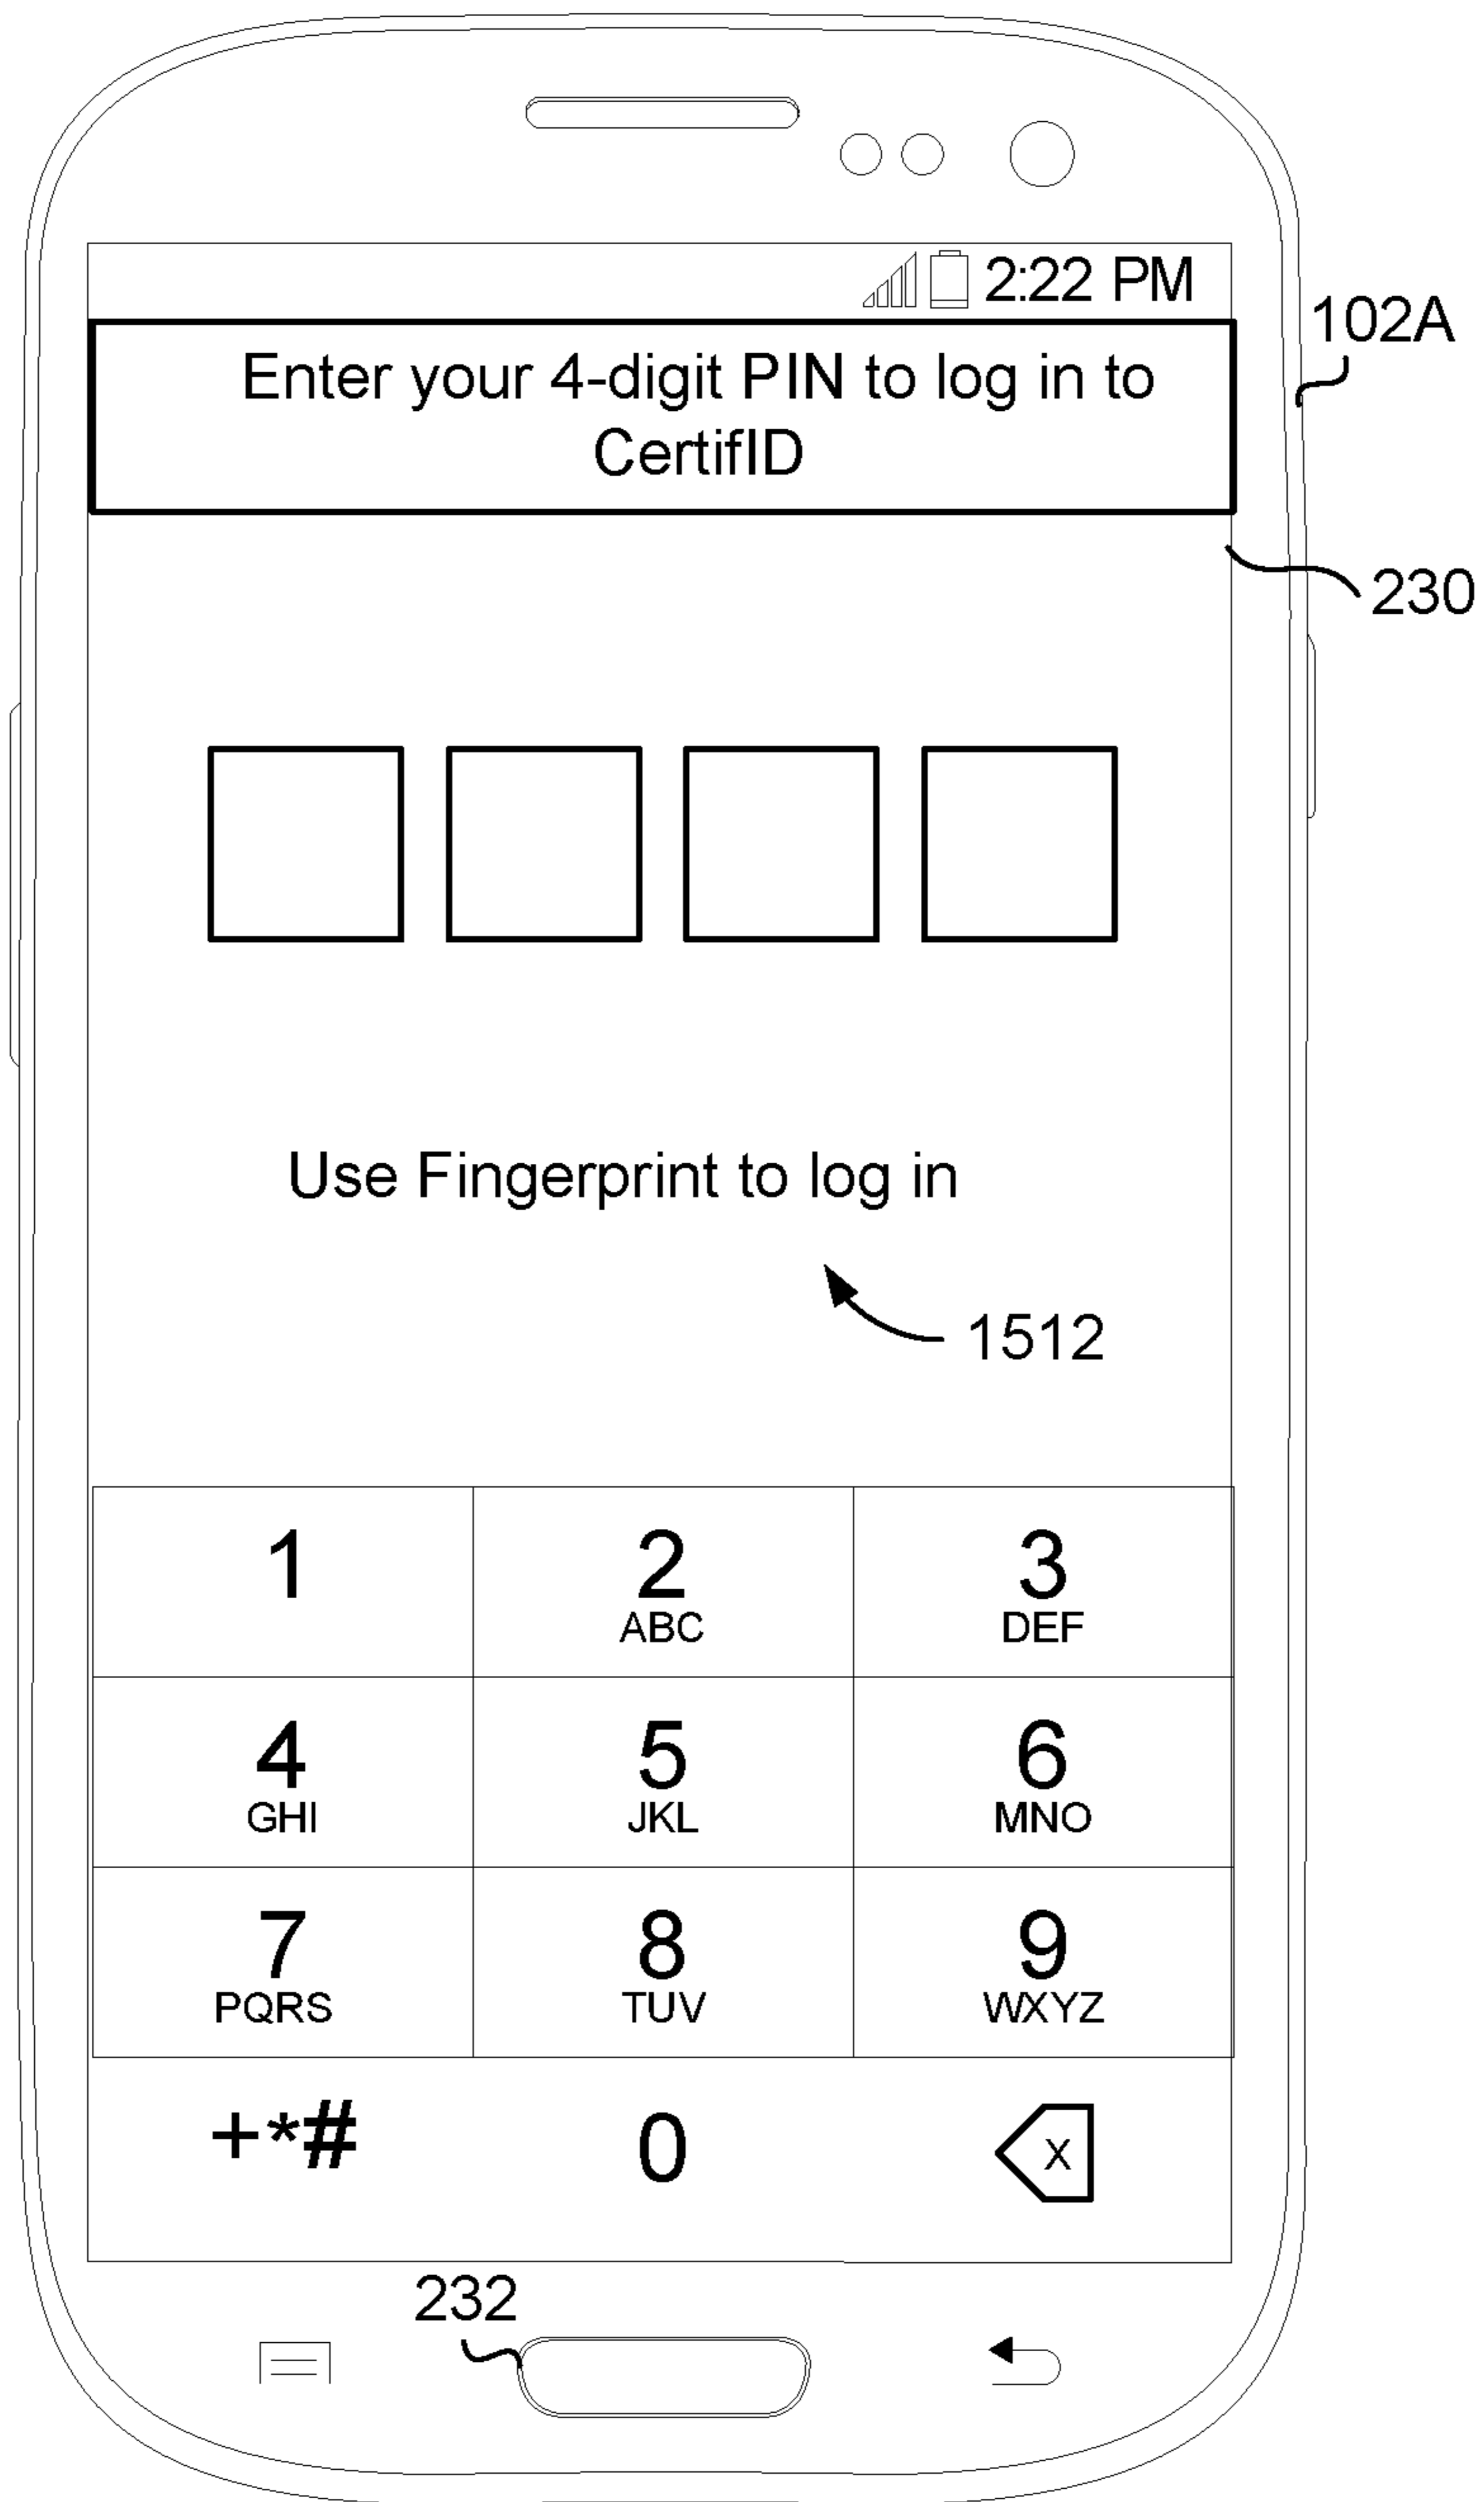 2:22 PM
102A
Enter your 4-digit PIN to log in to
CertifID
230
Use Fingerprint to log in
1512
1 2 3
ABC DEF
4 5 6
GHI JKL MNO
7 8 9
PQRS TUV WXYZ
+*# 0 X
232